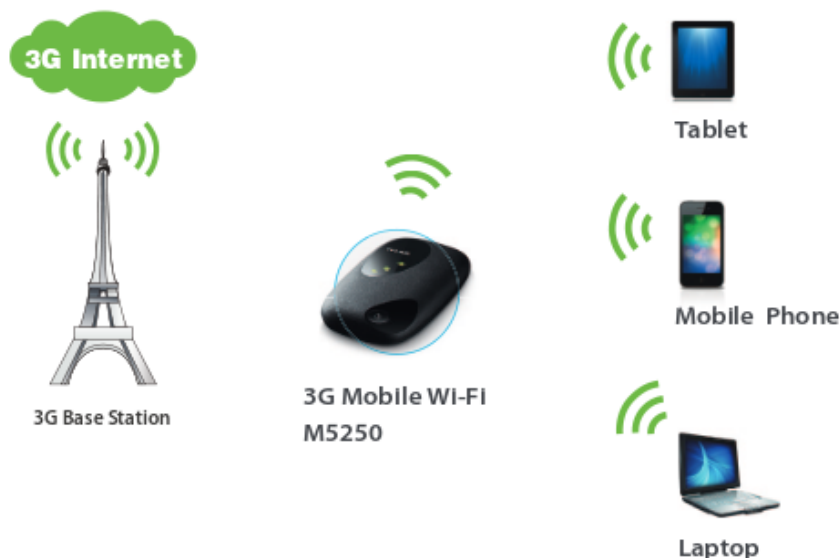 3G Internet
Tablet
Mobile Phone
3G Base Station
3G Mobile Wi-Fi
M5250
Laptop